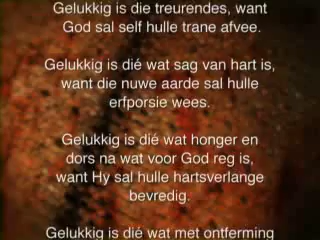 Gelukkig is die treurendes, want
God sal self hulle trane afvee.
Gelukkig is dié wat sag van hart is,
want die nuwe aarde sal hulle
erfporsie wees.
Gelukkig is dié wat honger en
dors na wat voor God reg is,
want Hy sal hulle hartsverlange
bevredig.
Gelukkig is dié wat met ontferming